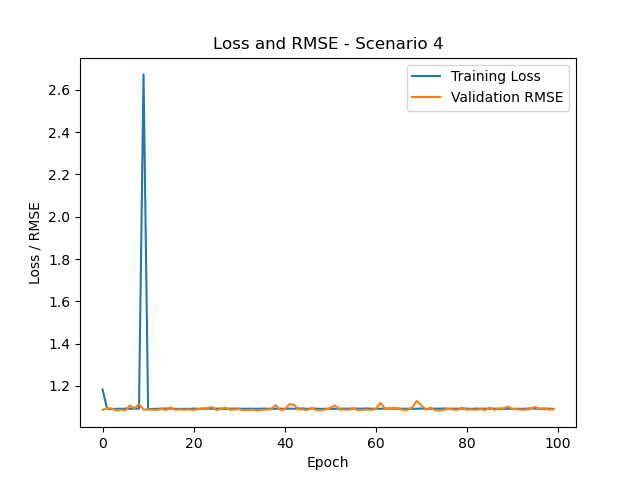 Loss and RMSE - Scenario 4
Training Loss
Validation RMSE
2.6
2.4
2.2
2.0
1.8
1.6
1.4
1.2
Loss / RMSE
0 20 40 60 80 100
Epoch